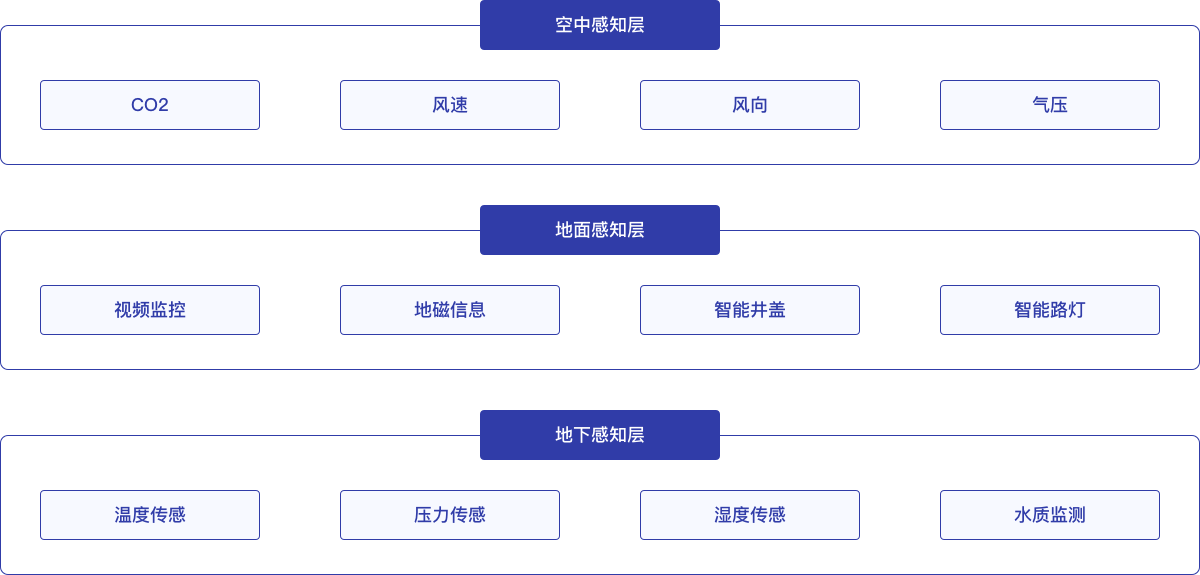 空中感知层
CO2
风速
风向
气压
地面感知层
视频监控
地磁信息
智能井盖
智能路灯
地下感知层
温度传感
压力传感
湿度传感
水质监测